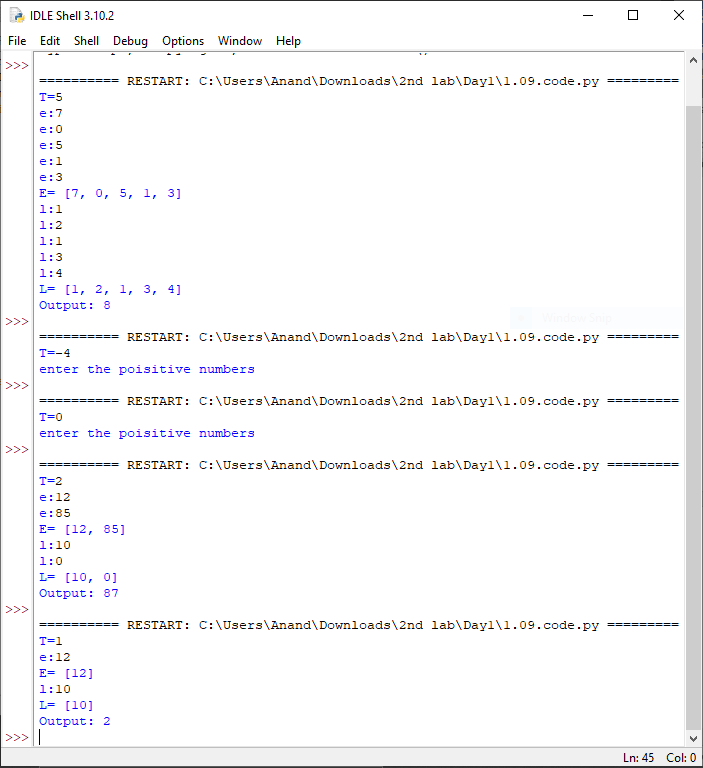 IDLE Shell 3.10.2
File Edit Shell Debug Options Window Help
>>>
========== RESTART: C:\Users\Anand\Downloads\2nd lab\Day1\1.09.code.py =========
T=5
e:7
e:0
e:5
e:1
e:3
E= [7, 0, 5, 1, 3]
l:1
l:2
l:1
l:3
l:4
L= [1, 2, 1, 3, 4]
Output: 8
>>>
========== RESTART: C:\Users\Anand\Downloads\2nd lab\Day1\1.09.code.py =========
T=-4
enter the poisitive numbers
>>>
========== RESTART: C:\Users\Anand\Downloads\2nd lab\Day1\1.09.code.py =========
T=0
enter the poisitive numbers
>>>
========== RESTART: C:\Users\Anand\Downloads\2nd lab\Day1\1.09.code.py =========
T=2
e:12
e:85
E= [12, 85]
l:10
l:0
L= [10, 0]
Output: 87
>>>
========== RESTART: C:\Users\Anand\Downloads\2nd lab\Day1\1.09.code.py =========
T=1
e:12
E= [12]
l:10
L= [10]
Output: 2
>>>
Ln: 45 Col: 0